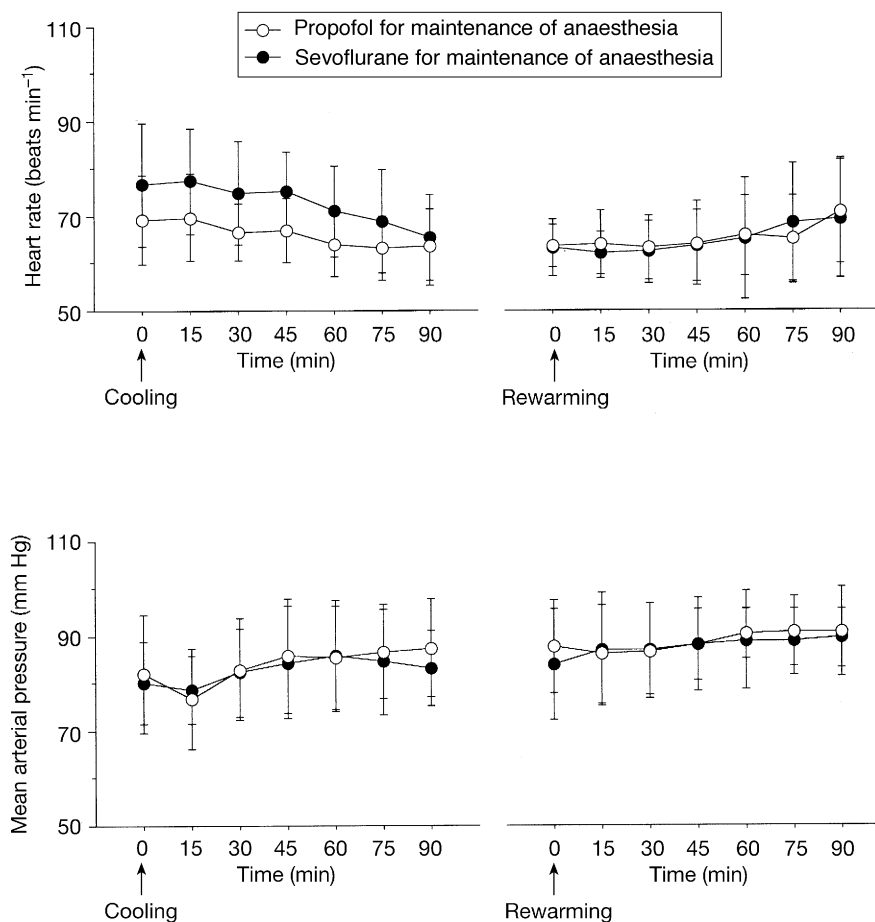 Propofol for maintenance of anaesthesia
Sevoflurane for maintenance of anaesthesia
Heart rate (beats min⁻¹)
110
90
70
50
0 15 30 45 60 75 90
Time (min)
Cooling
0 15 30 45 60 75 90
Time (min)
Rewarming
Mean arterial pressure (mm Hg)
110
90
70
50
0 15 30 45 60 75 90
Time (min)
Cooling
0 15 30 45 60 75 90
Time (min)
Rewarming